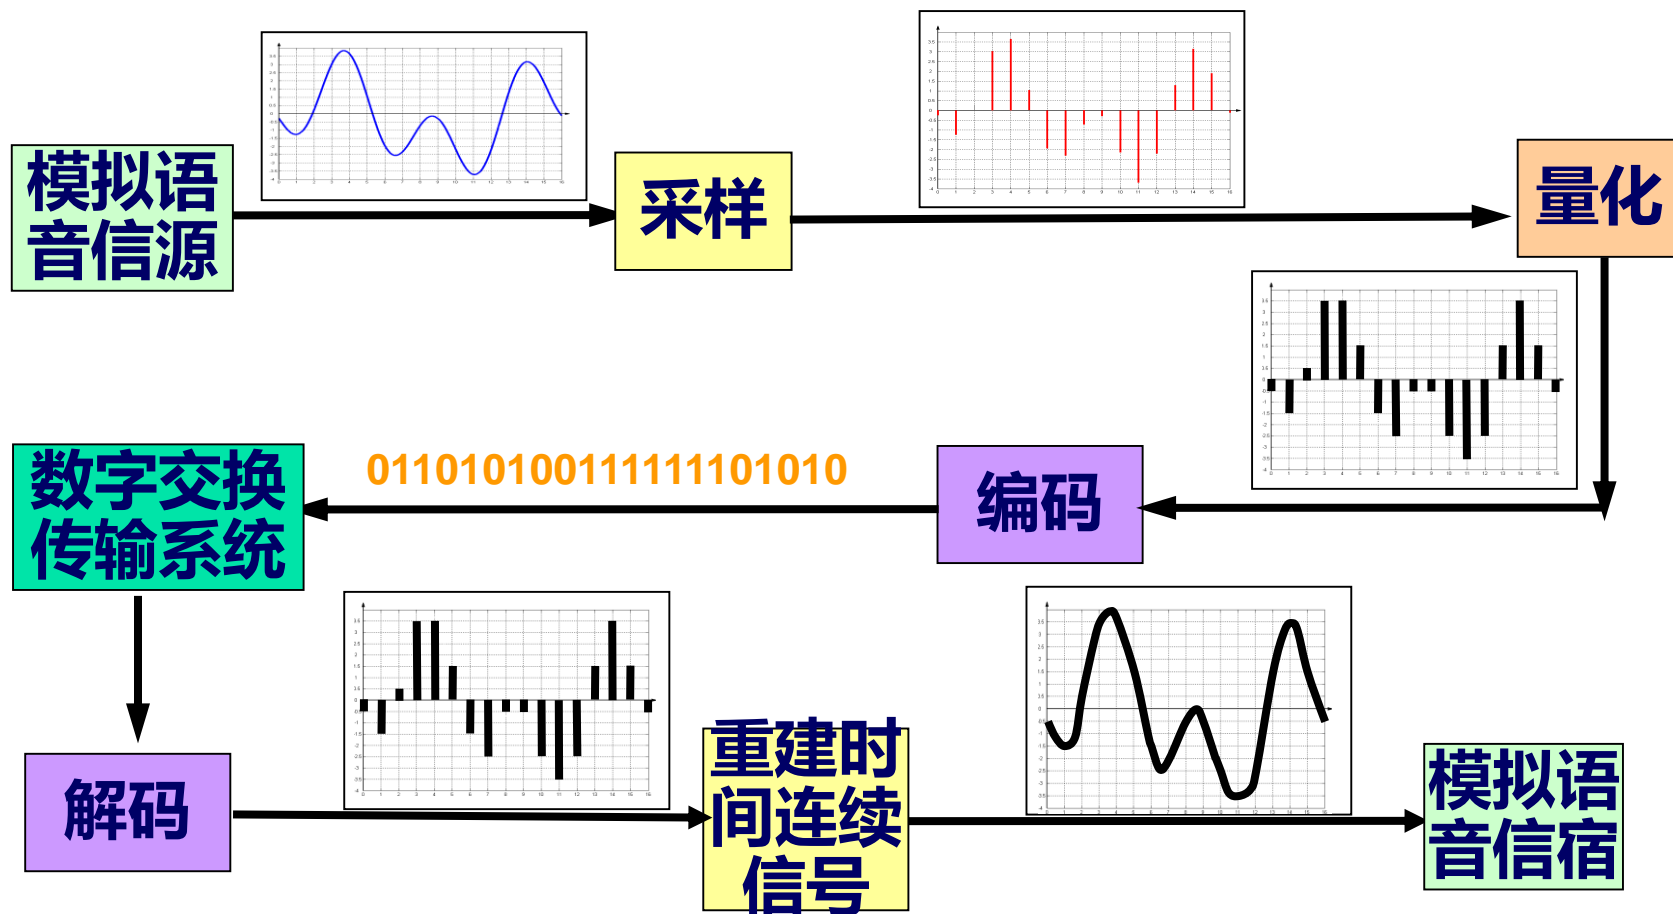 模拟语
音信源
采样
量化
编码
01101010011111101010
数字交换
传输系统
解码
重建时
间连续
信号
模拟语
音信宿